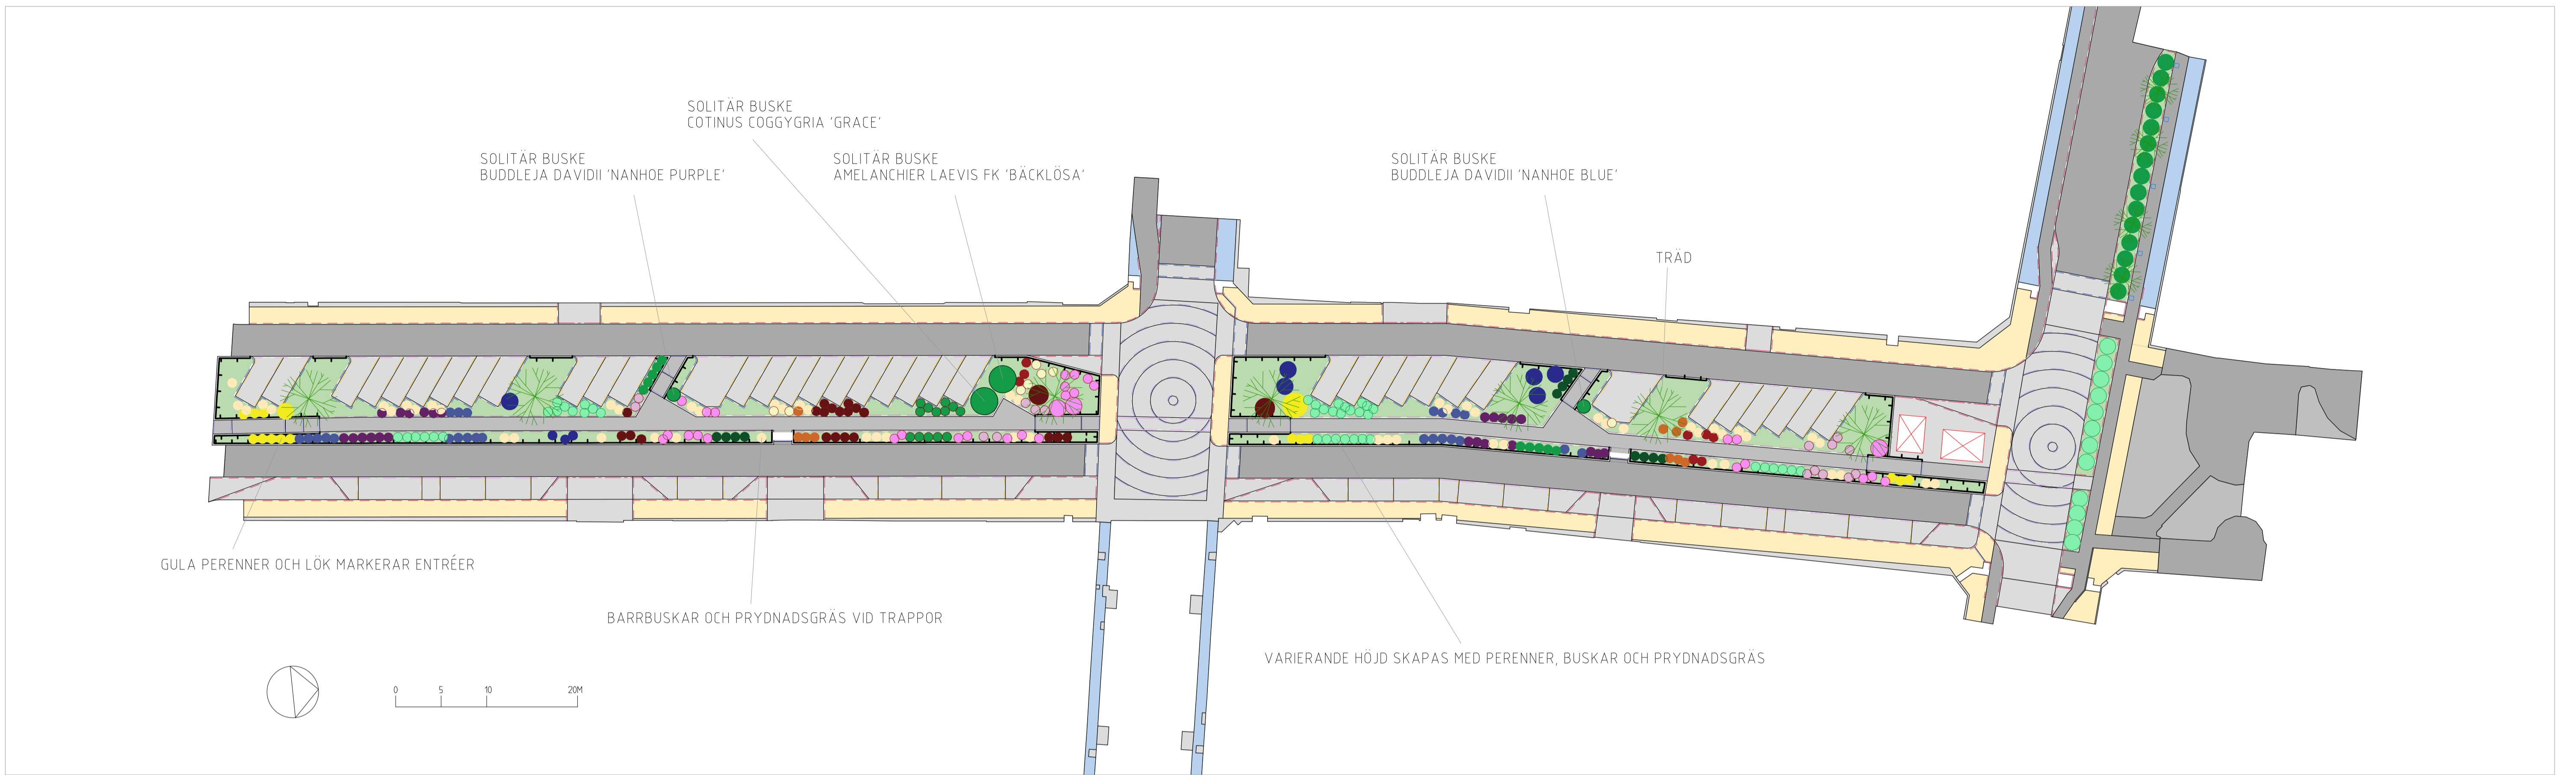 SOLITÄR BUSKE
COTINUS COGGYGRIA 'GRACE'
SOLITÄR BUSKE
BUDDLEJA DAVIDII 'NANHOE PURPLE'
SOLITÄR BUSKE
AMELANCHIER LAEVIS FK 'BÄCKLÖSA'
SOLITÄR BUSKE
BUDDLEJA DAVIDII 'NANHOE BLUE'
TRÄD
GULA PERENNER OCH LÖK MARKERAR ENTRÉER
BARRBUSKAR OCH PRYDNADSGRÄS VID TRAPPOR
VARIERANDE HÖJD SKAPAS MED PERENNER, BUSKAR OCH PRYDNADSGRÄS
0 5 10 20M